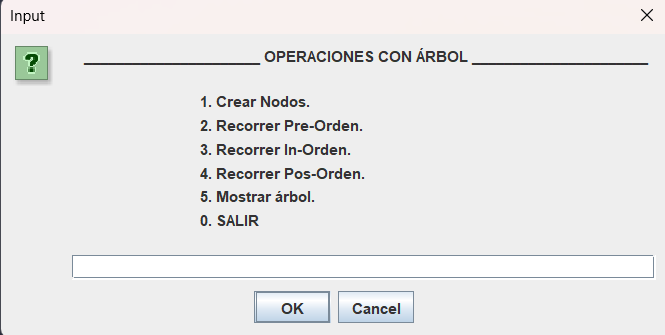 Input
OPERACIONES CON ÁRBOL
1. Crear Nodos.
2. Recorrer Pre-Orden.
3. Recorrer In-Orden.
4. Recorrer Pos-Orden.
5. Mostrar árbol.
0. SALIR
OK Cancel